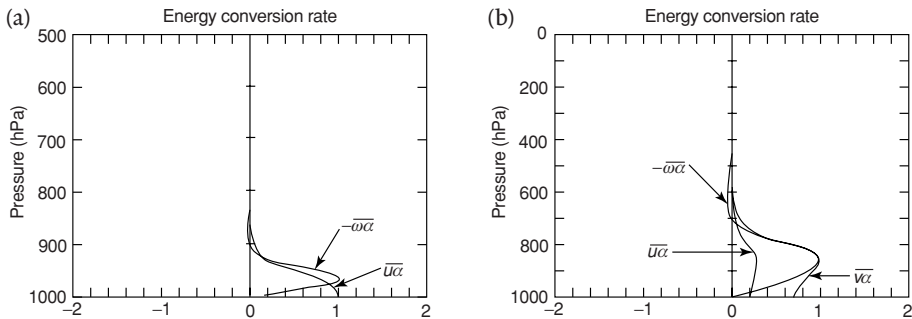 (a)
Energy conversion rate
Pressure (hPa)
500
600
700
800
900
1000
−2
−1
0
1
2
−ω̅α̅
u̅α̅
(b)
Energy conversion rate
Pressure (hPa)
0
200
400
600
800
1000
−2
−1
0
1
2
−ω̅α̅
u̅α̅
v̅α̅